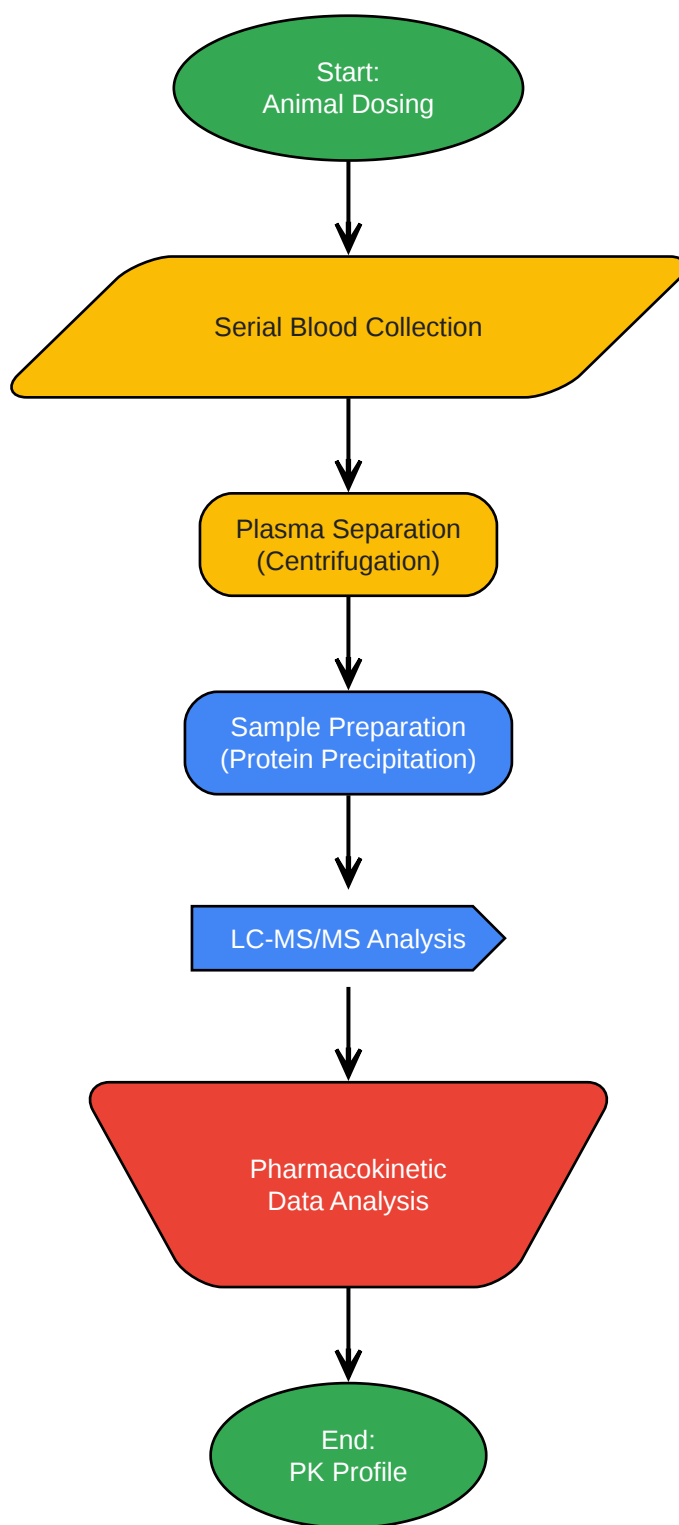 Start:
Animal Dosing
Serial Blood Collection
Plasma Separation
(Centrifugation)
Sample Preparation
(Protein Precipitation)
LC-MS/MS Analysis
Pharmacokinetic
Data Analysis
End:
PK Profile